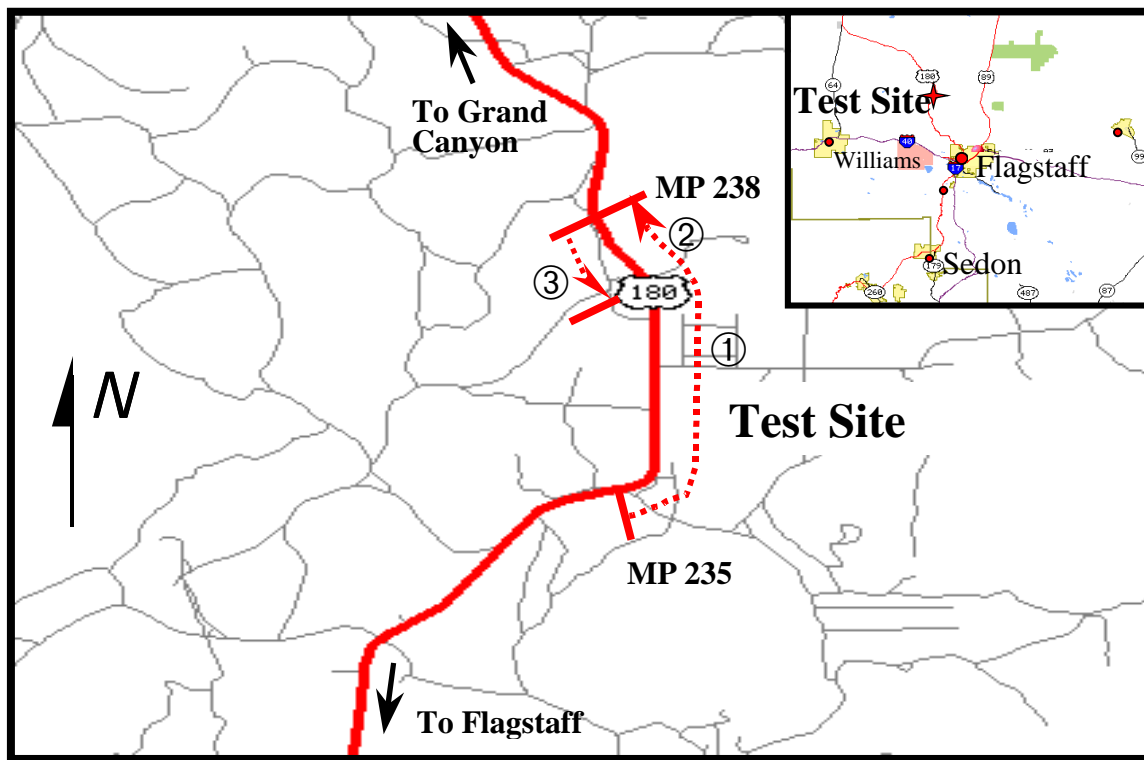 To Grand
Canyon
MP 238
②
③
180
①
N
Test Site
MP 235
To Flagstaff
180
89
64
Test Site
40
99
Williams
17
Flagstaff
Sedon
179
260
487
87